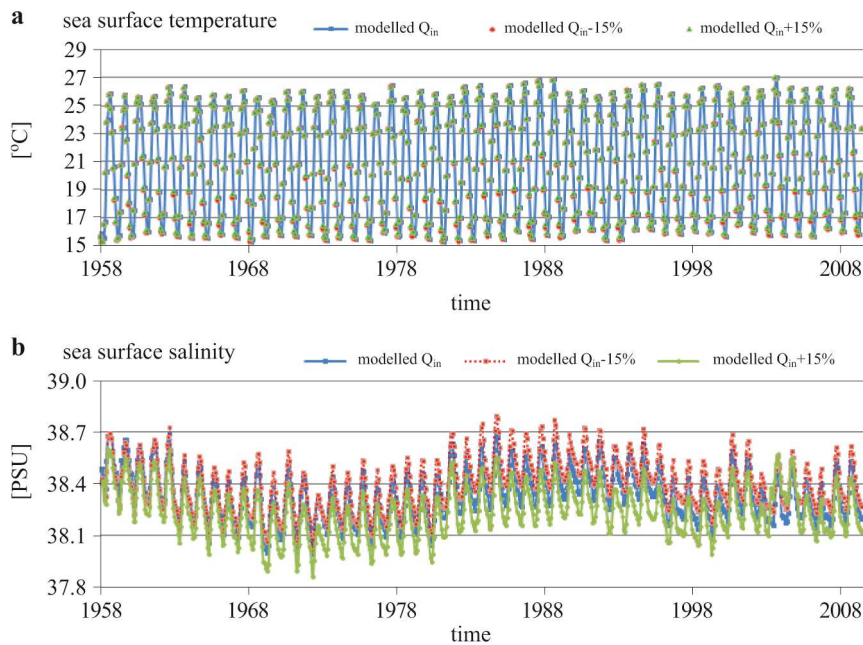 a sea surface temperature modelled Qin modelled Qin-15% modelled Qin+15%
29
27
25
23
21
19
17
15
[°C]
1958 1968 1978 1988 1998 2008
time
b sea surface salinity modelled Qin modelled Qin-15% modelled Qin+15%
39.0
38.7
38.4
38.1
37.8
[PSU]
1958 1968 1978 1988 1998 2008
time